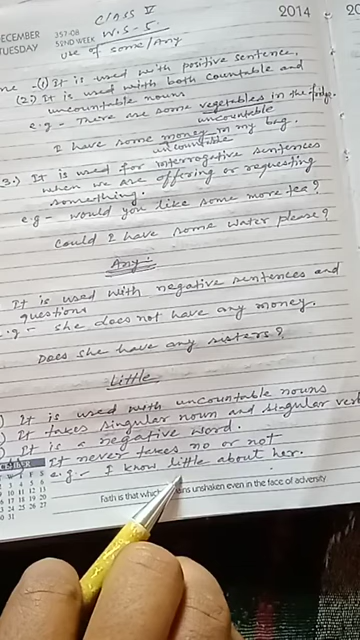 CLASS V
2014
20
DECEMBER
357-08
52ND WEEK
W.S-5
TUESDAY
Use of some/Any
me - (1) It is used with positive sentence,
(2) It is used with both countable and
uncountable nouns
e.g - There are some vegetables in the fridge.
uncountable
I have some money in my bag.
uncountable
3.) It is used for interrogative sentences
when we are offering or requesting
something.
e.g - would you like some more tea?
Could I have some water please?
Any:
It is used with negative sentences and
questions
e.g - she does not have any money.
Does she have any sisters?
Little
) It is used with uncountable nouns
) It takes singular noun and singular verb
) It is a negative word.
It never takes no or not
e.g. - I know little about her.
Faith is that which remains unshaken even in the face of adversity